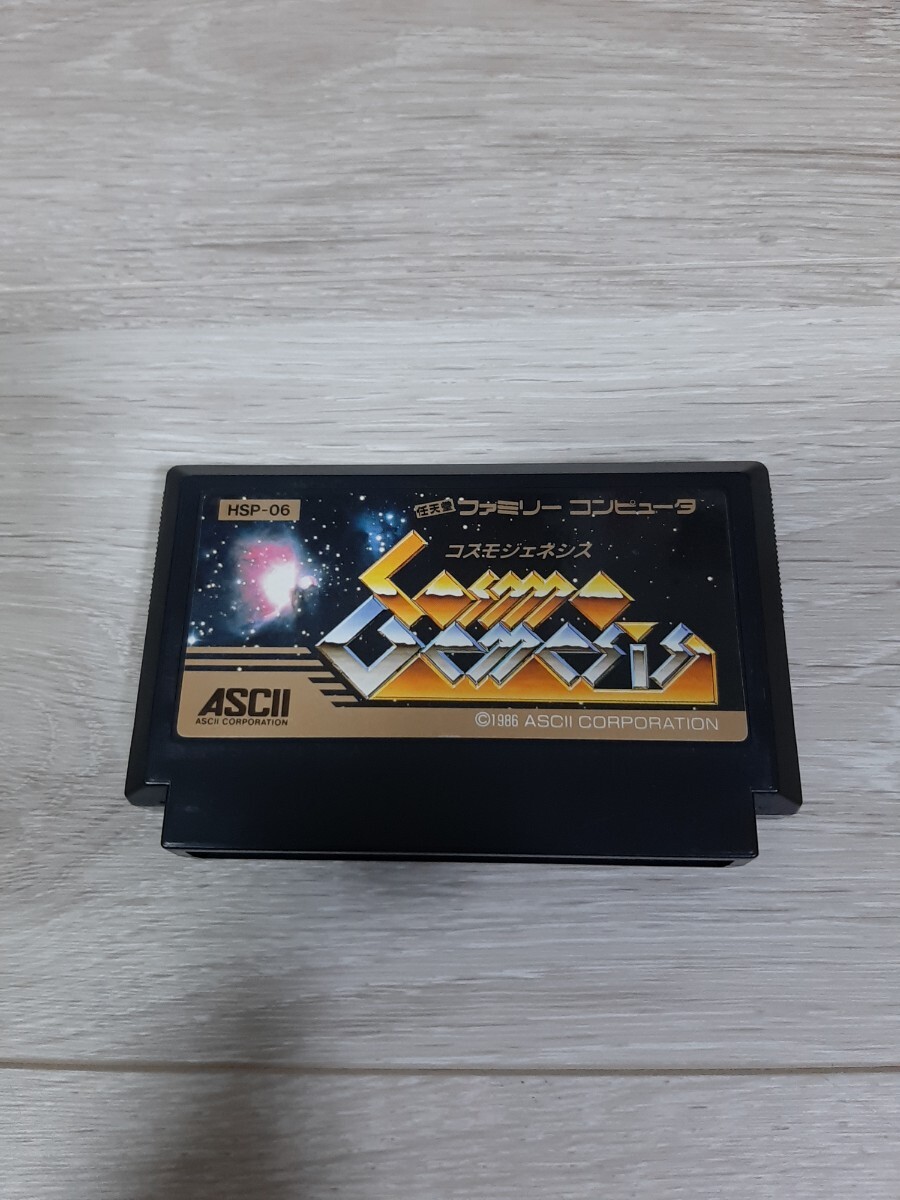 HSP-06
任天堂 ファミリー コンピュータ
コズモジェネシス
Cosmo
Genesis
ASCII
ASCII CORPORATION
©1986 ASCII CORPORATION